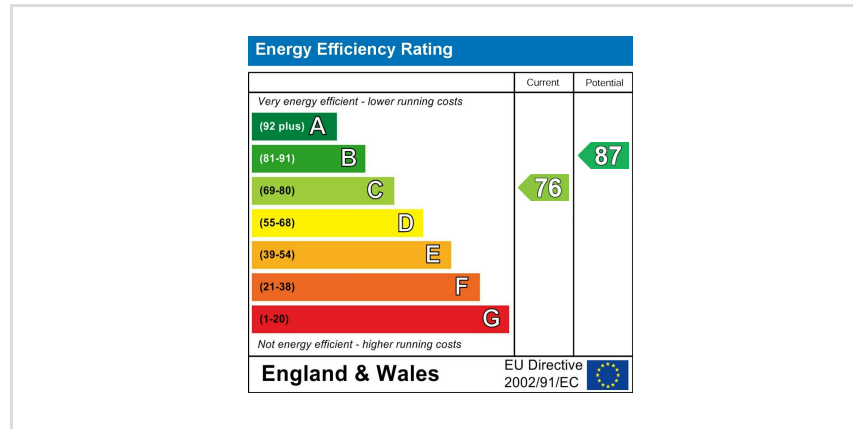 Energy Efficiency Rating
Current Potential
Very energy efficient - lower running costs
(92 plus) A
(81-91) B 87
(69-80) C 76
(55-68) D
(39-54) E
(21-38) F
(1-20) G
Not energy efficient - higher running costs
England & Wales
EU Directive
2002/91/EC